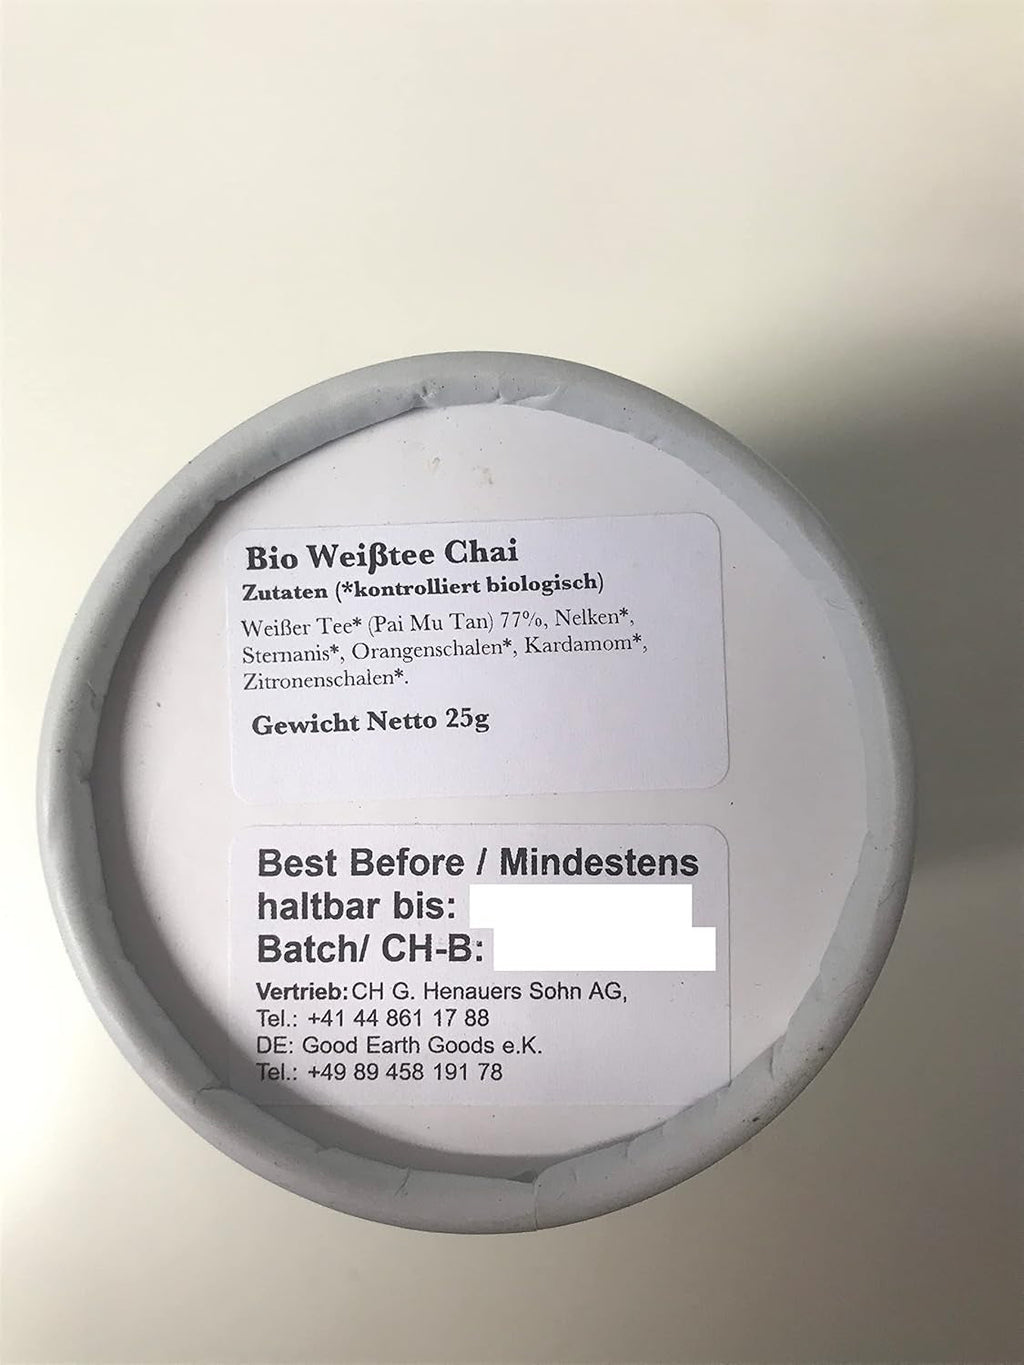 Bio Weißtee Chai
Zutaten (*kontrolliert biologisch)
Weißer Tee* (Pai Mu Tan) 77%, Nelken*,
Sternanis*, Orangenschalen*, Kardamom*,
Zitronenschalen*.
Gewicht Netto 25g
Best Before / Mindestens
haltbar bis:
Batch/ CH-B:
Vertrieb: CH G. Henauers Sohn AG,
Tel.: +41 44 861 17 88
DE: Good Earth Goods e.K.
Tel.: +49 89 458 191 78